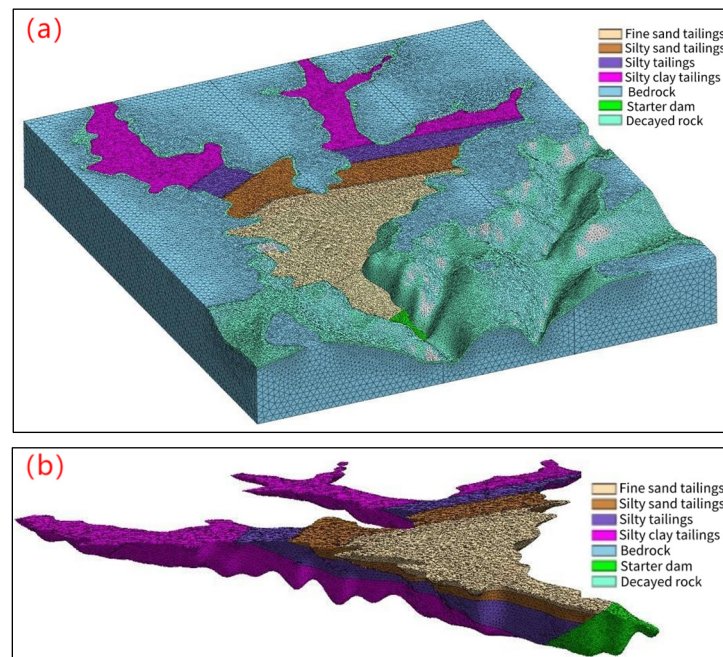 (a)
Fine sand tailings
Silty sand tailings
Silty tailings
Silty clay tailings
Bedrock
Starter dam
Decayed rock
(b)
Fine sand tailings
Silty sand tailings
Silty tailings
Silty clay tailings
Bedrock
Starter dam
Decayed rock